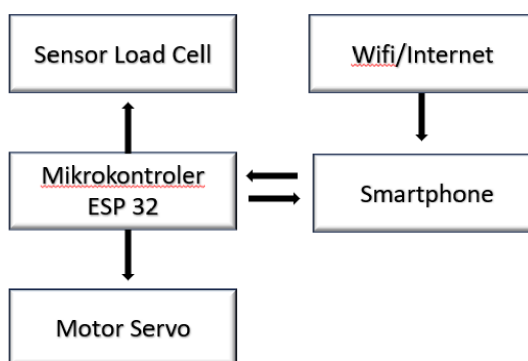 Sensor Load Cell
Wifi/Internet
Mikrokontroler
ESP 32
Smartphone
Motor Servo